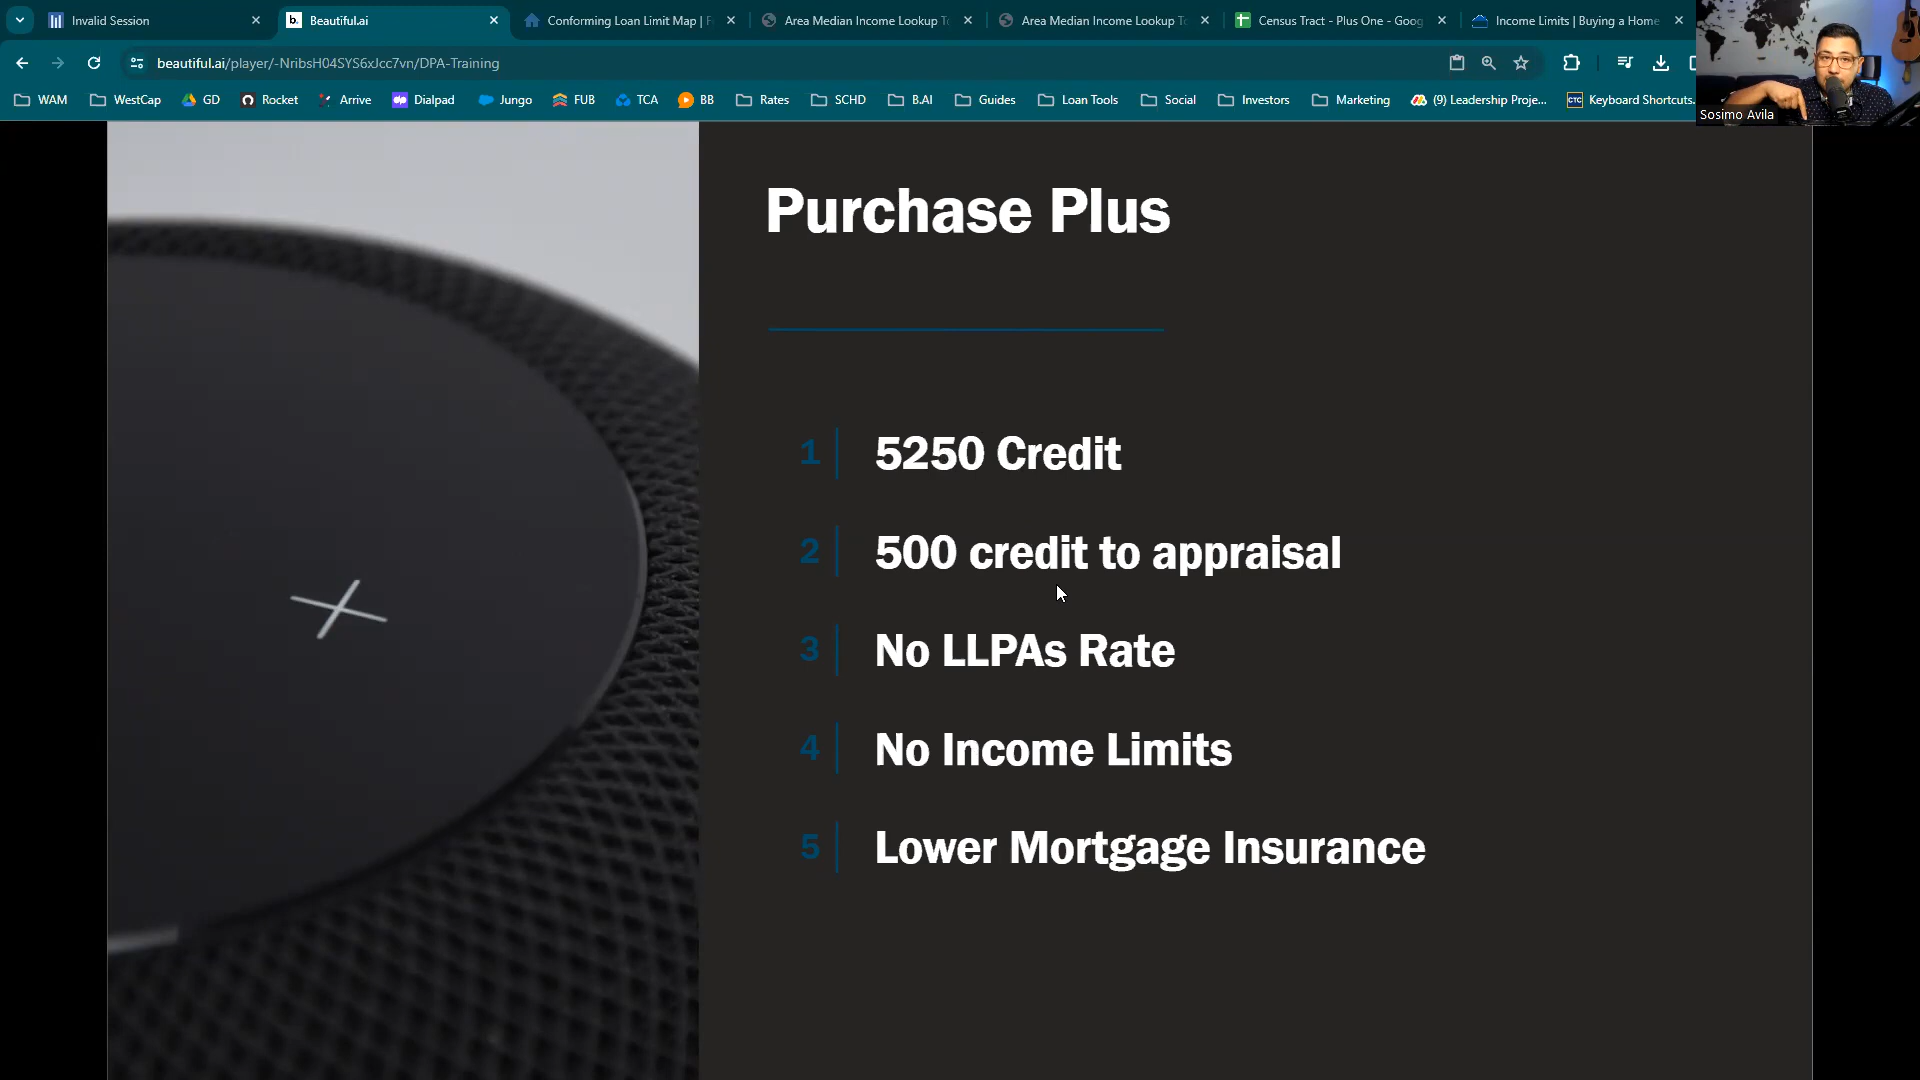 Invalid Session
b. Beautiful.ai
Conforming Loan Limit Map | F
Area Median Income Lookup To
Area Median Income Lookup To
Census Tract - Plus One - Goog
Income Limits | Buying a Home
beautiful.ai/player/-NribsH04SYS6xJcc7vn/DPA-Training
WAM
WestCap
GD
Rocket
Arrive
Dialpad
Jungo
FUB
TCA
BB
Rates
SCHD
B.AI
Guides
Loan Tools
Social
Investors
Marketing
(9) Leadership Proje...
CTC Keyboard Shortcuts.
Sosimo Avila
Purchase Plus
1 5250 Credit
2 500 credit to appraisal
3 No LLPAs Rate
4 No Income Limits
5 Lower Mortgage Insurance